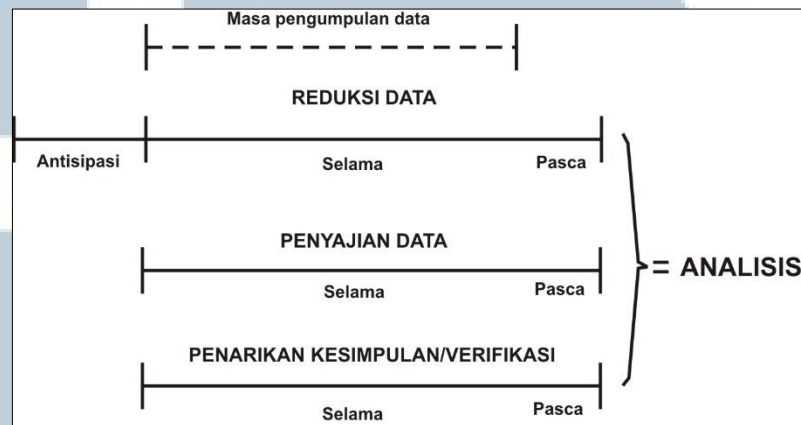 Masa pengumpulan data
REDUKSI DATA
Antisipasi Selama Pasca
PENYAJIAN DATA
= ANALISIS
Selama Pasca
PENARIKAN KESIMPULAN/VERIFIKASI
Selama Pasca